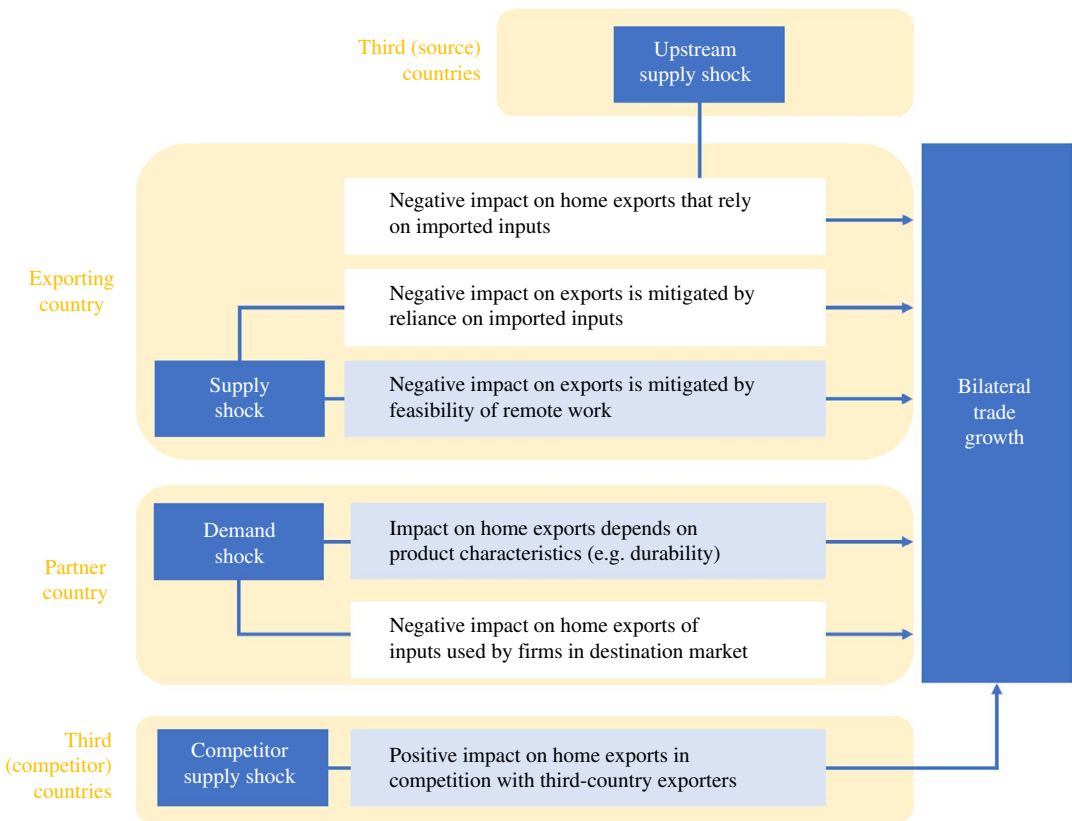 Third (source)
countries
Upstream
supply shock
Negative impact on home exports that rely
on imported inputs
Exporting
country
Negative impact on exports is mitigated by
reliance on imported inputs
Supply
shock
Negative impact on exports is mitigated by
feasibility of remote work
Bilateral
trade
growth
Partner
country
Demand
shock
Impact on home exports depends on
product characteristics (e.g. durability)
Negative impact on home exports of
inputs used by firms in destination market
Third
(competitor)
countries
Competitor
supply shock
Positive impact on home exports in
competition with third-country exporters